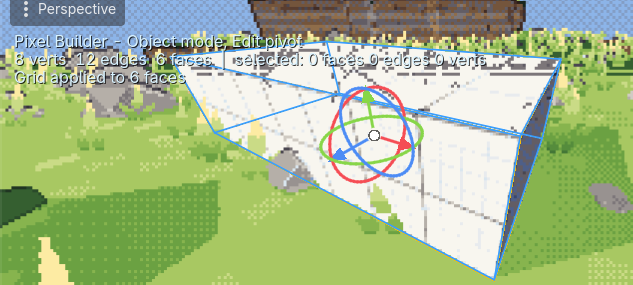 Perspective
Pixel Builder - Object mode, Edit pivot
8 verts 12 edges 6 faces selected: 0 faces 0 edges 0 verts
Grid applied to 6 faces